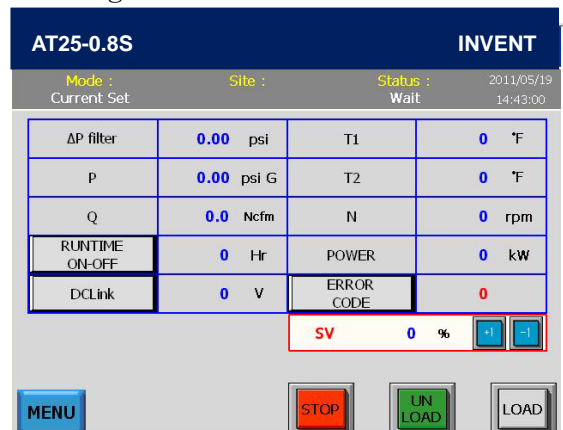 AT25-0.8S INVENT
Mode : Site : Status : 2011/05/19
Current Set Wait 14:43:00
ΔP filter 0.00 psi T1 0 °F
P 0.00 psi G T2 0 °F
Q 0.0 Ncfm N 0 rpm
RUNTIME
ON-OFF 0 Hr POWER 0 kW
DCLink 0 V ERROR
CODE 0
SV 0 % +1 -1
MENU STOP UN
LOAD LOAD